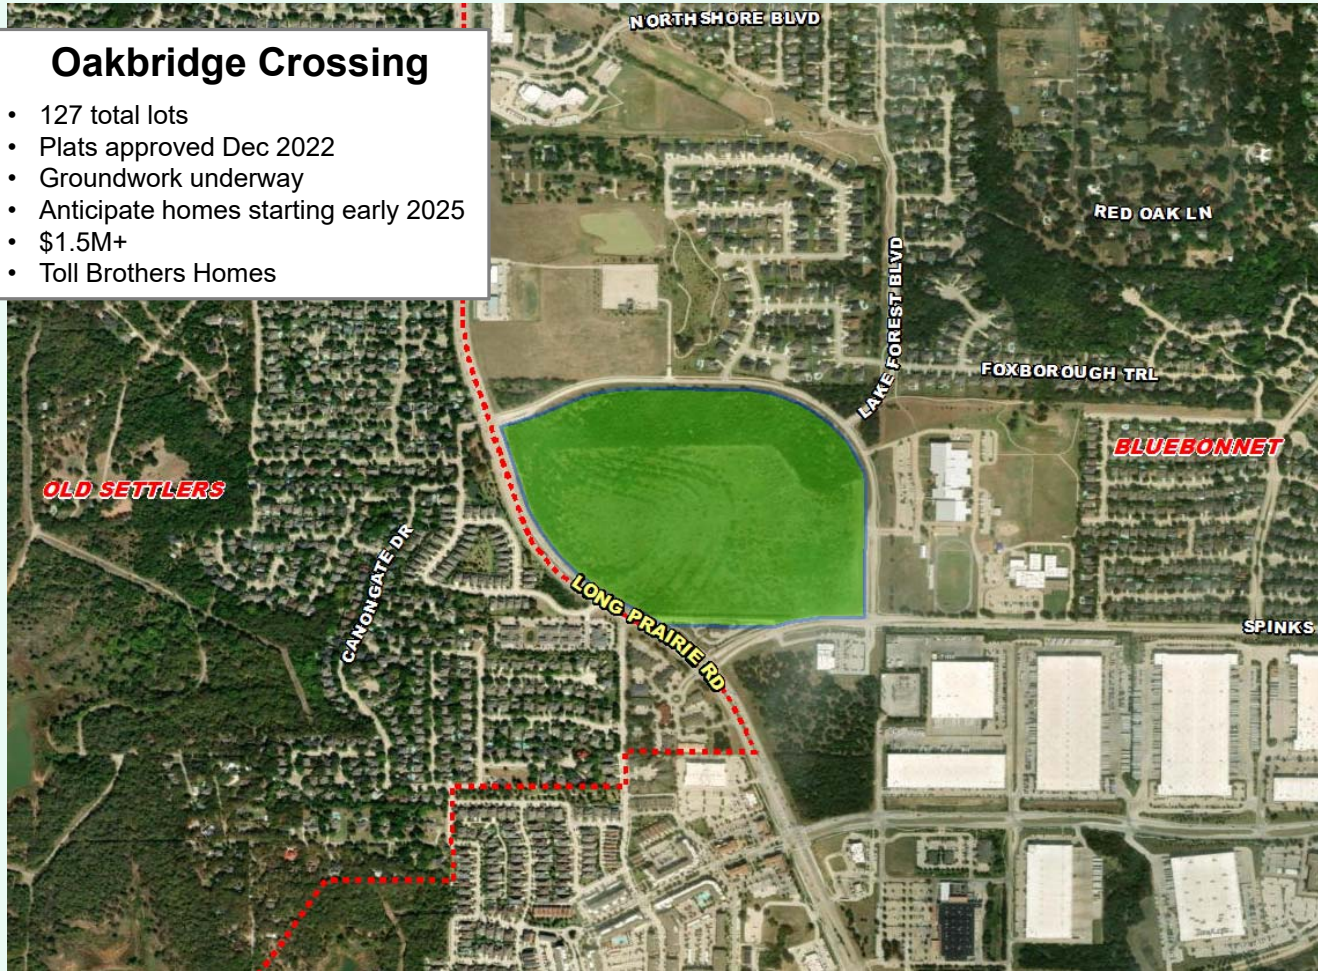 Oakbridge Crossing
• 127 total lots
• Plats approved Dec 2022
• Groundwork underway
• Anticipate homes starting early 2025
• $1.5M+
• Toll Brothers Homes
NORTHSHORE BLVD
RED OAK LN
LAKE FOREST BLVD
FOXBOROUGH TRL
BLUEBONNET
OLD SETTLERS
CANONGATE DR
LONG PRAIRIE RD
SPINKS